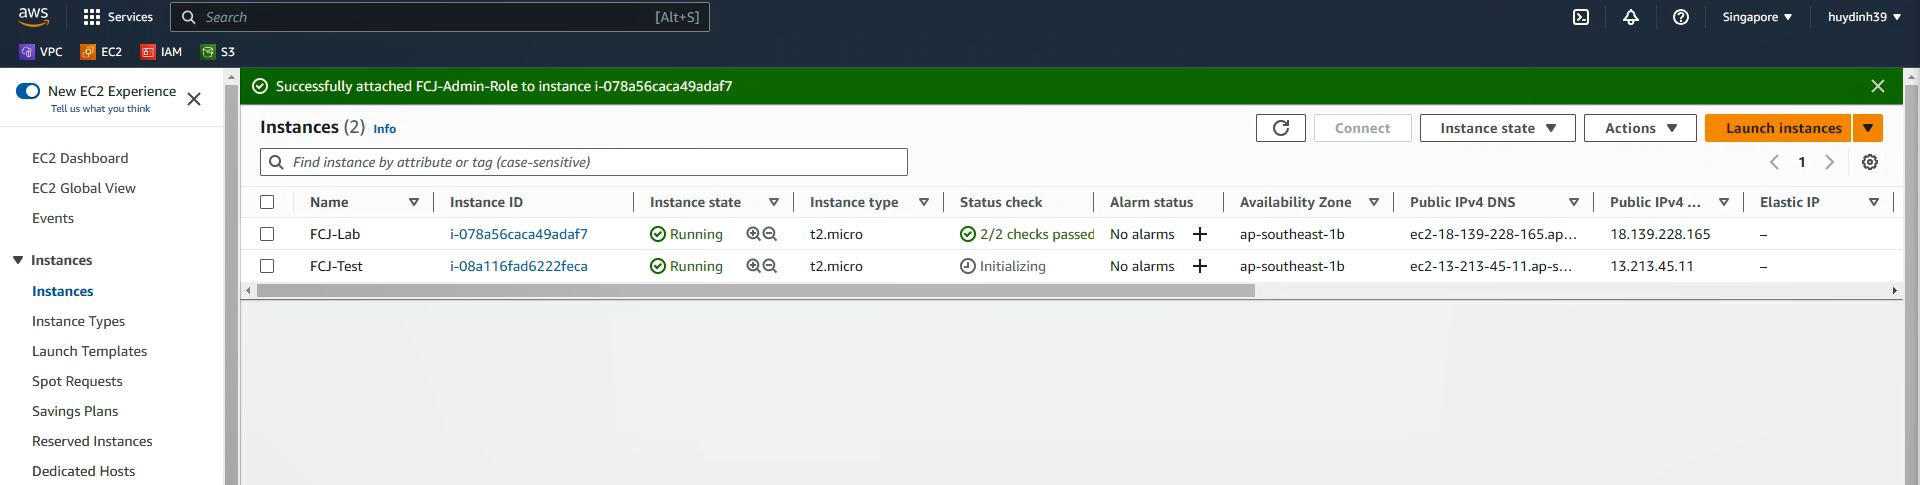 aws
Services
Search
[Alt+S]
Singapore
huydinh39
VPC
EC2
IAM
S3
New EC2 Experience
Tell us what you think
EC2 Dashboard
EC2 Global View
Events
Instances
Instances
Instance Types
Launch Templates
Spot Requests
Savings Plans
Reserved Instances
Dedicated Hosts
Successfully attached FCJ-Admin-Role to instance i-078a56caca49adaf7
Instances (2) Info
Connect
Instance state
Actions
Launch instances
Find instance by attribute or tag (case-sensitive)
1
Name Instance ID Instance state Instance type Status check Alarm status Availability Zone Public IPv4 DNS Public IPv4 ... Elastic IP
FCJ-Lab i-078a56caca49adaf7 Running t2.micro 2/2 checks passed No alarms + ap-southeast-1b ec2-18-139-228-165.ap... 18.139.228.165 –
FCJ-Test i-08a116fad6222feca Running t2.micro Initializing No alarms + ap-southeast-1b ec2-13-213-45-11.ap-s... 13.213.45.11 –